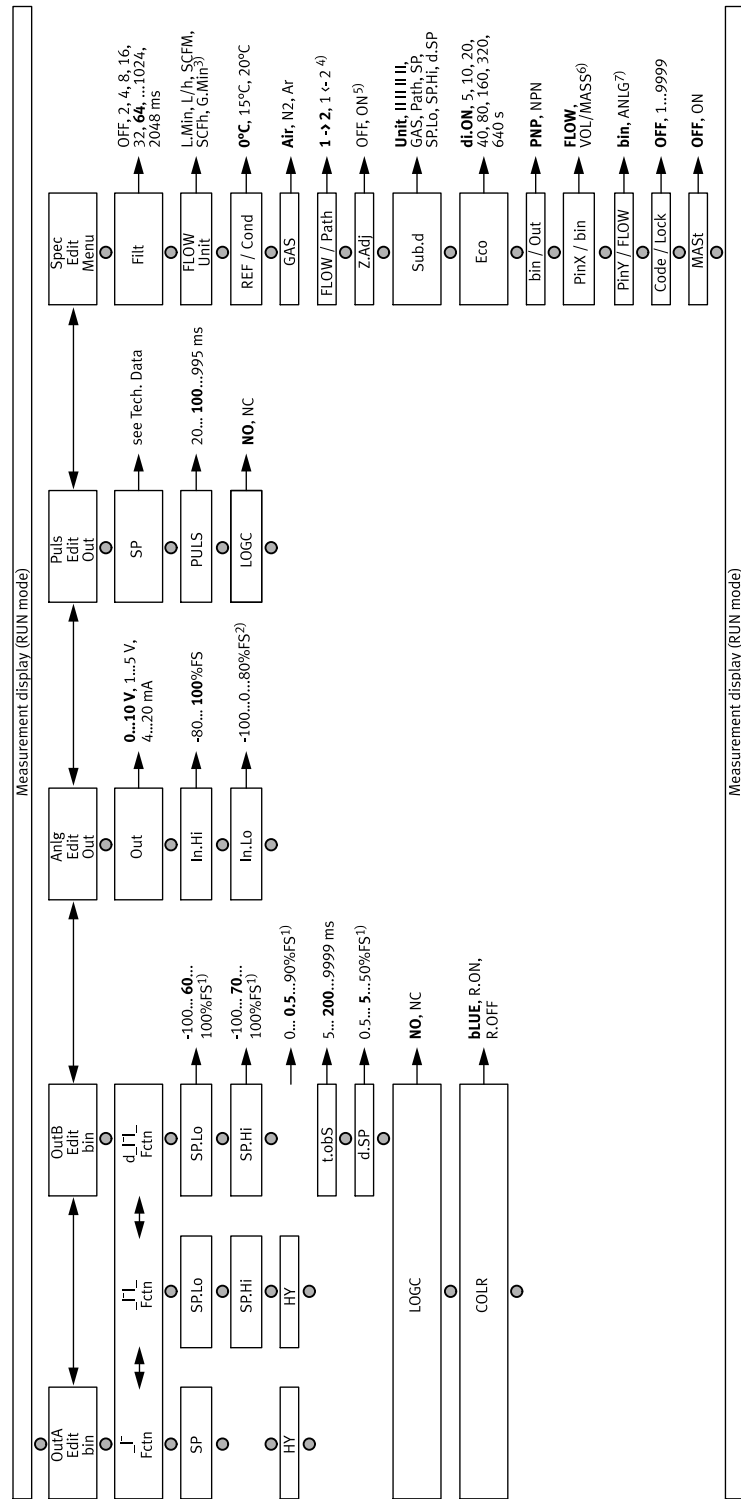 Measurement display (RUN mode)
OutA
Edit
bin
OutB
Edit
bin
Anlg
Edit
Out
Puls
Edit
Out
Spec
Edit
Menu
_I¯
Fctn
_I¯I_
Fctn
d_I¯I_
Fctn
SP
SP.Lo
SP.Lo
-100... 60...
100%FS1)
SP.Hi
SP.Hi
-100... 70...
100%FS1)
HY
HY
0... 0.5...90%FS1)
t.obS
5... 200...9999 ms
d.SP
0.5... 5...50%FS1)
LOGC
NO, NC
COLR
bLUE, R.ON,
R.OFF
Out
0...10 V, 1...5 V,
4...20 mA
In.Hi
-80... 100%FS
In.Lo
-100...0...80%FS2)
SP
see Tech. Data
PULS
20... 100...995 ms
LOGC
NO, NC
Filt
OFF, 2, 4, 8, 16,
32, 64, ...1024,
2048 ms
FLOW
Unit
L.Min, L/h, SCFM,
SCFh, G.Min3)
REF / Cond
0°C, 15°C, 20°C
GAS
Air, N2, Ar
FLOW / Path
1 -> 2, 1 <- 2 4)
Z.Adj
OFF, ON5)
Sub.d
Unit, IIIIIIII,
GAS, Path, SP,
SP.Lo, SP.Hi, d.SP
Eco
di.ON, 5, 10, 20,
40, 80, 160, 320,
640 s
bin / Out
PNP, NPN
PinX / bin
FLOW,
VOL/MASS6)
PinY / FLOW
bin, ANLG7)
Code / Lock
OFF, 1...9999
MASt
OFF, ON
Measurement display (RUN mode)